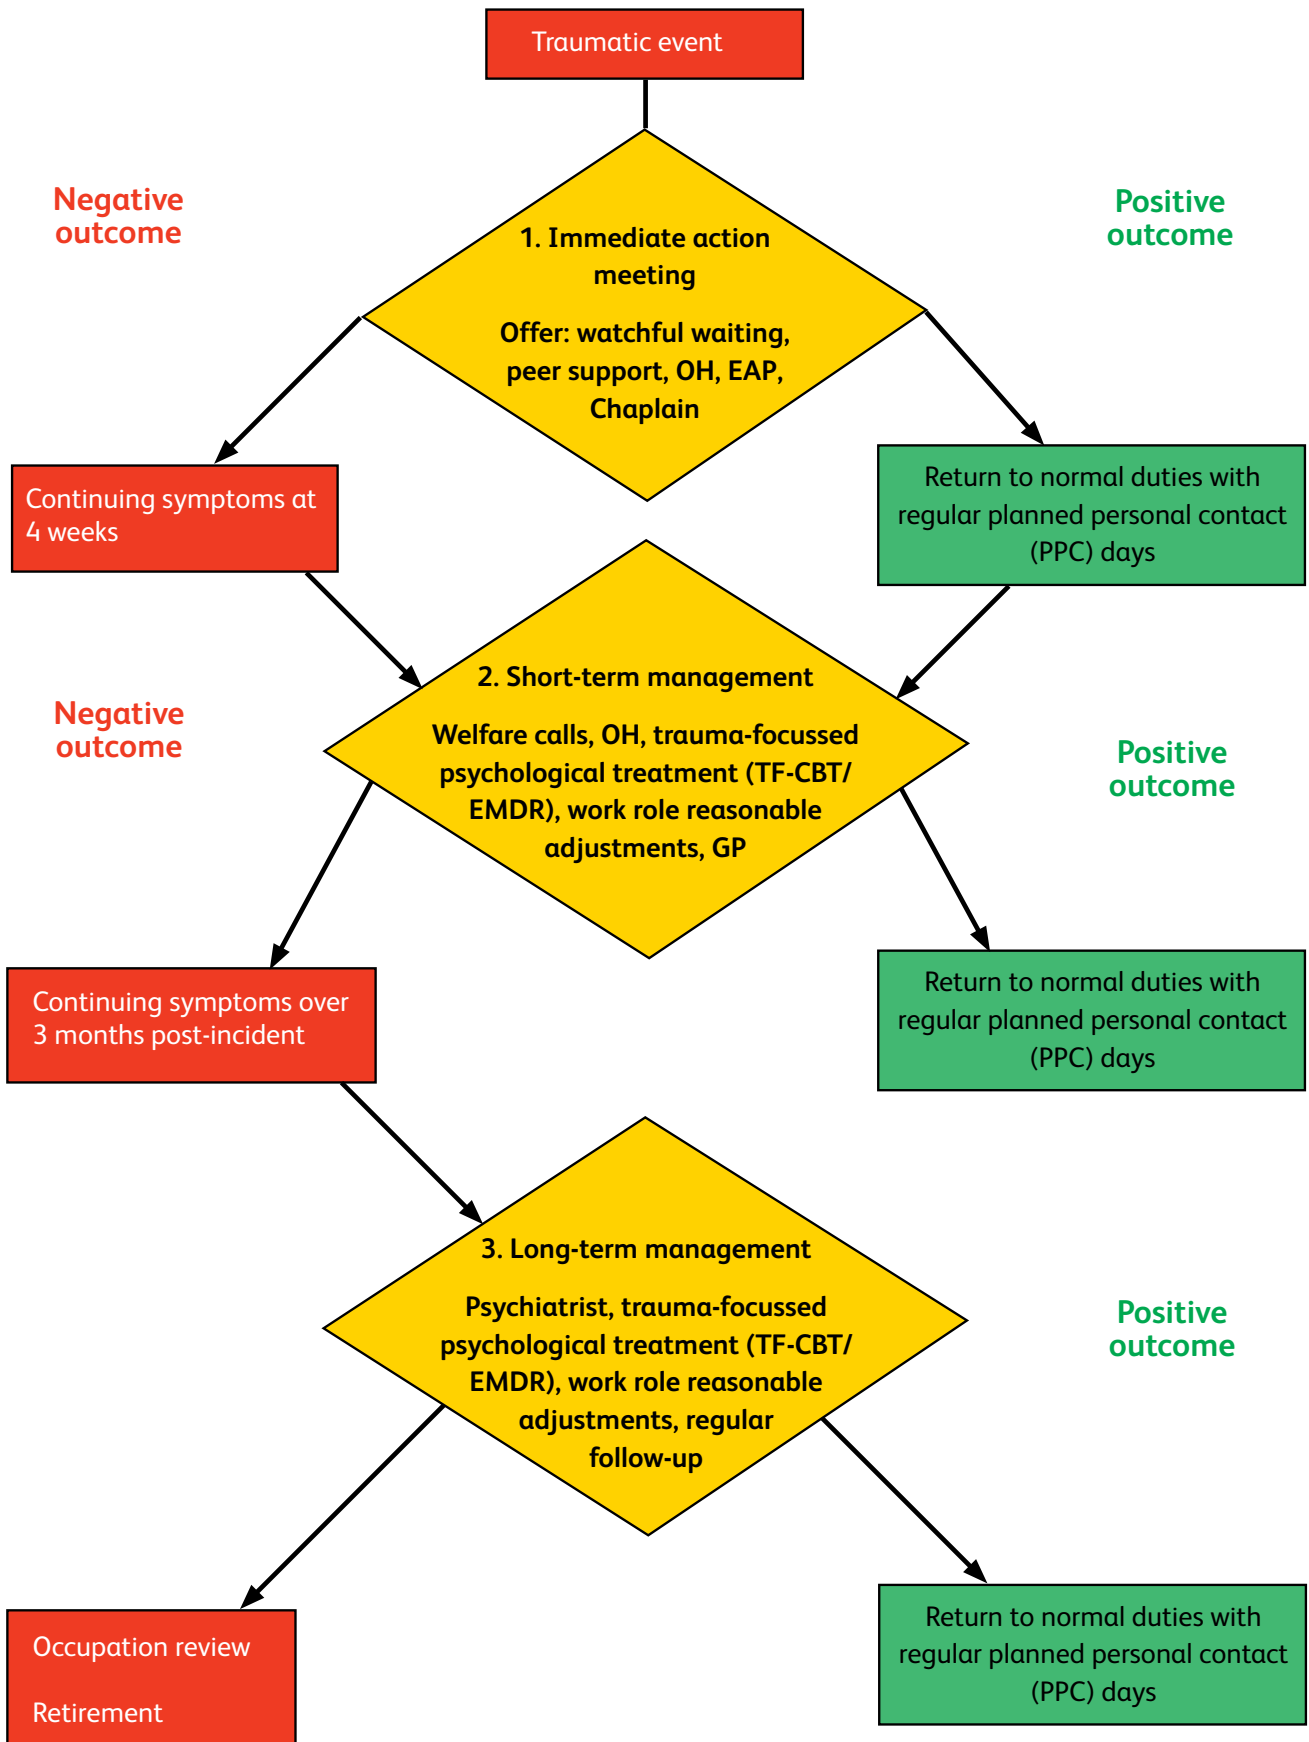 Traumatic event
Negative
outcome
Positive
outcome
1. Immediate action
meeting
Offer: watchful waiting,
peer support, OH, EAP,
Chaplain
Continuing symptoms at
4 weeks
Return to normal duties with
regular planned personal contact
(PPC) days
2. Short-term management
Welfare calls, OH, trauma-focussed
psychological treatment (TF-CBT/
EMDR), work role reasonable
adjustments, GP
Negative
outcome
Positive
outcome
Continuing symptoms over
3 months post-incident
Return to normal duties with
regular planned personal contact
(PPC) days
3. Long-term management
Psychiatrist, trauma-focussed
psychological treatment (TF-CBT/
EMDR), work role reasonable
adjustments, regular
follow-up
Positive
outcome
Occupation review
Retirement
Return to normal duties with
regular planned personal contact
(PPC) days